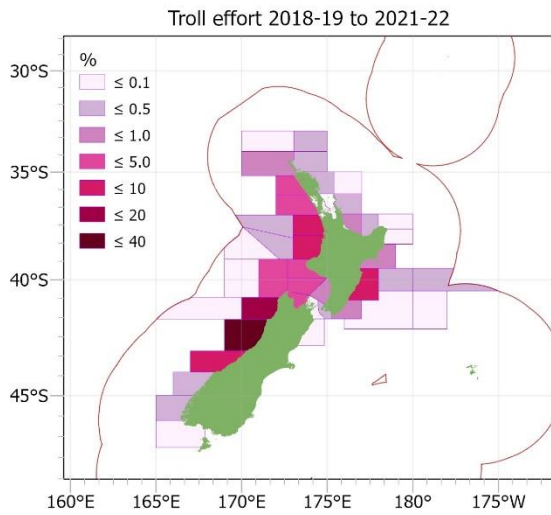 Troll effort 2018-19 to 2021-22
%
≤ 0.1
≤ 0.5
≤ 1.0
≤ 5.0
≤ 10
≤ 20
≤ 40
30°S
35°S
40°S
45°S
160°E 165°E 170°E 175°E 180° 175°W